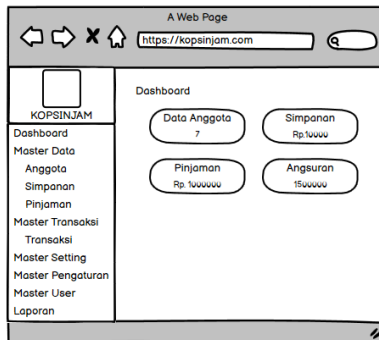 A Web Page
https://kopsinjam.com
KOPSINJAM
Dashboard
Master Data
Anggota
Simpanan
Pinjaman
Master Transaksi
Transaksi
Master Setting
Master Pengaturan
Master User
Laporan
Dashboard
Data Anggota
7
Simpanan
Rp.10000
Pinjaman
Rp. 1000000
Angsuran
1500000